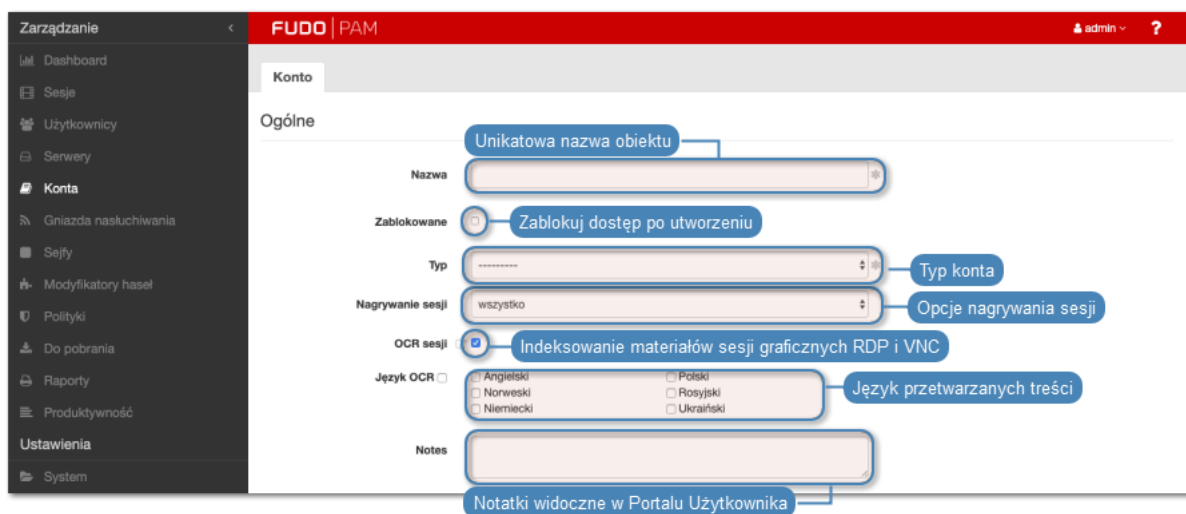 Zarządzanie
FUDO PAM
admin
?
Dashboard
Sesje
Użytkownicy
Serwery
Konta
Gniazda nasłuchiwania
Sejfy
Modyfikatory haseł
Polityki
Do pobrania
Raporty
Produktywność
Ustawienia
System
Konto
Ogólne
Unikatowa nazwa obiektu
Nazwa
Zablokowane
Zablokuj dostęp po utworzeniu
Typ
---------
Typ konta
Nagrywanie sesji
wszystko
Opcje nagrywania sesji
OCR sesji
Indeksowanie materiałów sesji graficznych RDP i VNC
Język OCR
Angielski Polski
Norweski Rosyjski
Niemiecki Ukraiński
Język przetwarzanych treści
Notes
Notatki widoczne w Portalu Użytkownika